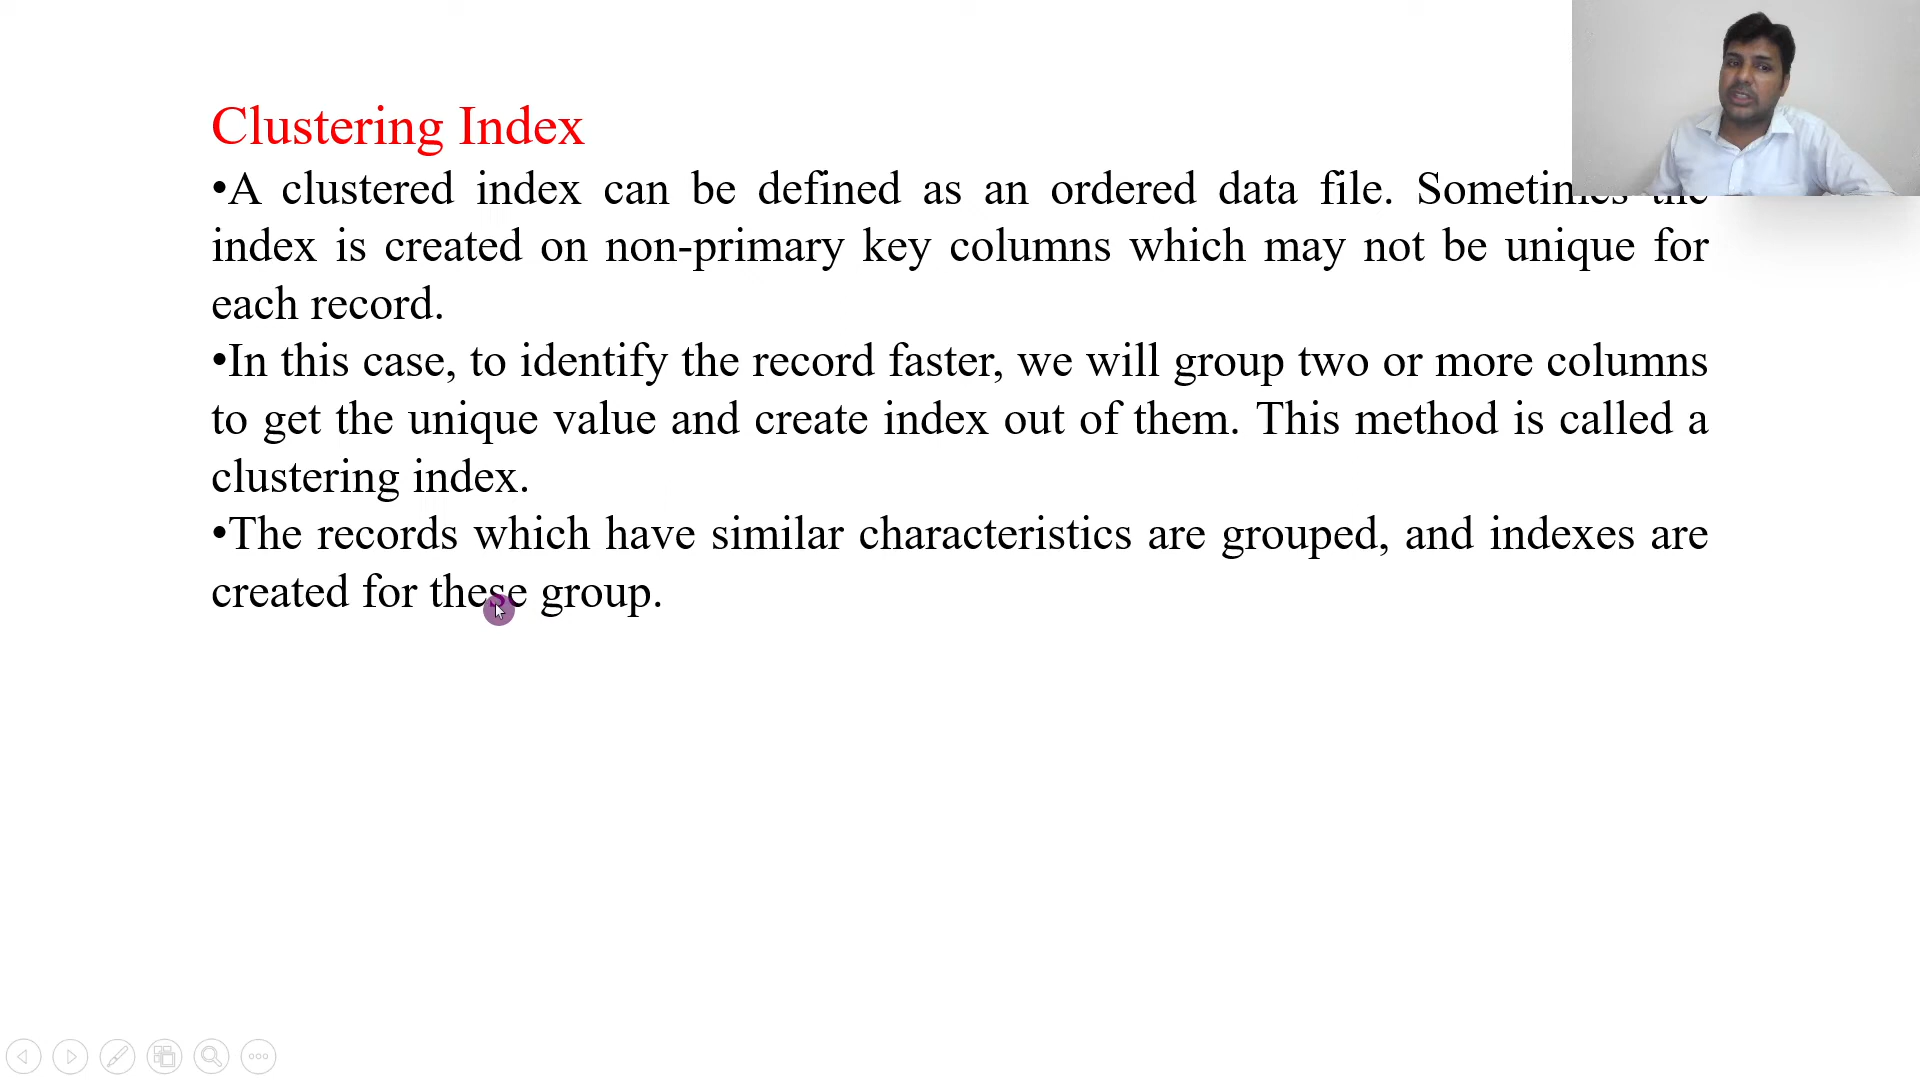 Clustering Index
•A clustered index can be defined as an ordered data file. Sometimes the
index is created on non-primary key columns which may not be unique for
each record.
•In this case, to identify the record faster, we will group two or more columns
to get the unique value and create index out of them. This method is called a
clustering index.
•The records which have similar characteristics are grouped, and indexes are
created for these group.